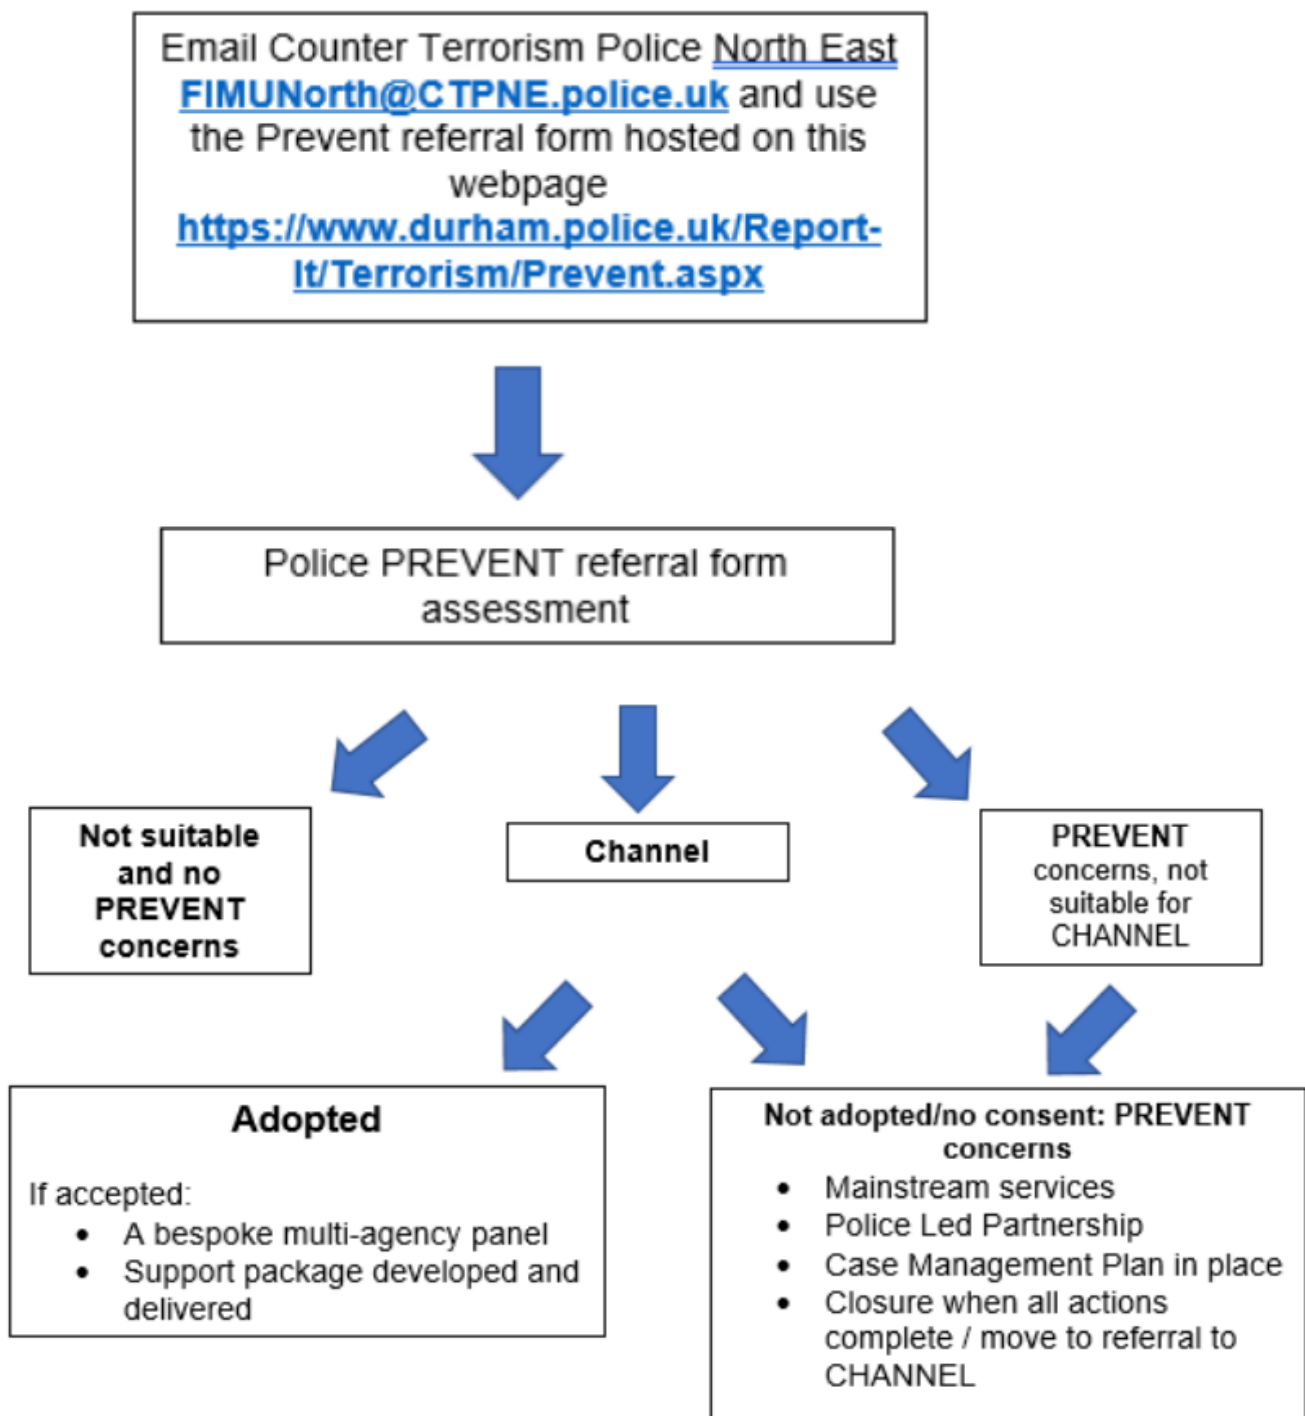 Email Counter Terrorism Police North East
FIMUNorth@CTPNE.police.uk and use
the Prevent referral form hosted on this
webpage
https://www.durham.police.uk/Report-
It/Terrorism/Prevent.aspx
Police PREVENT referral form
assessment
Not suitable
and no
PREVENT
concerns
Channel
PREVENT
concerns, not
suitable for
CHANNEL
Adopted
If accepted:
• A bespoke multi-agency panel
• Support package developed and
delivered
Not adopted/no consent: PREVENT
concerns
• Mainstream services
• Police Led Partnership
• Case Management Plan in place
• Closure when all actions
complete / move to referral to
CHANNEL